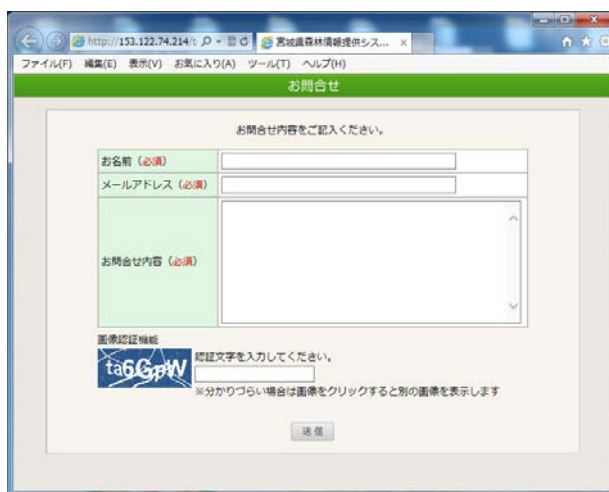 http://153.122.74.214/t
宮城県森林情報提供シス...
ファイル(F) 編集(E) 表示(V) お気に入り(A) ツール(T) ヘルプ(H)
お問合せ
お問合せ内容をご記入ください。
お名前（必須）
メールアドレス（必須）
お問合せ内容（必須）
画像認証機能
認証文字を入力してください。
※分かりづらい場合は画像をクリックすると別の画像を表示します
送信